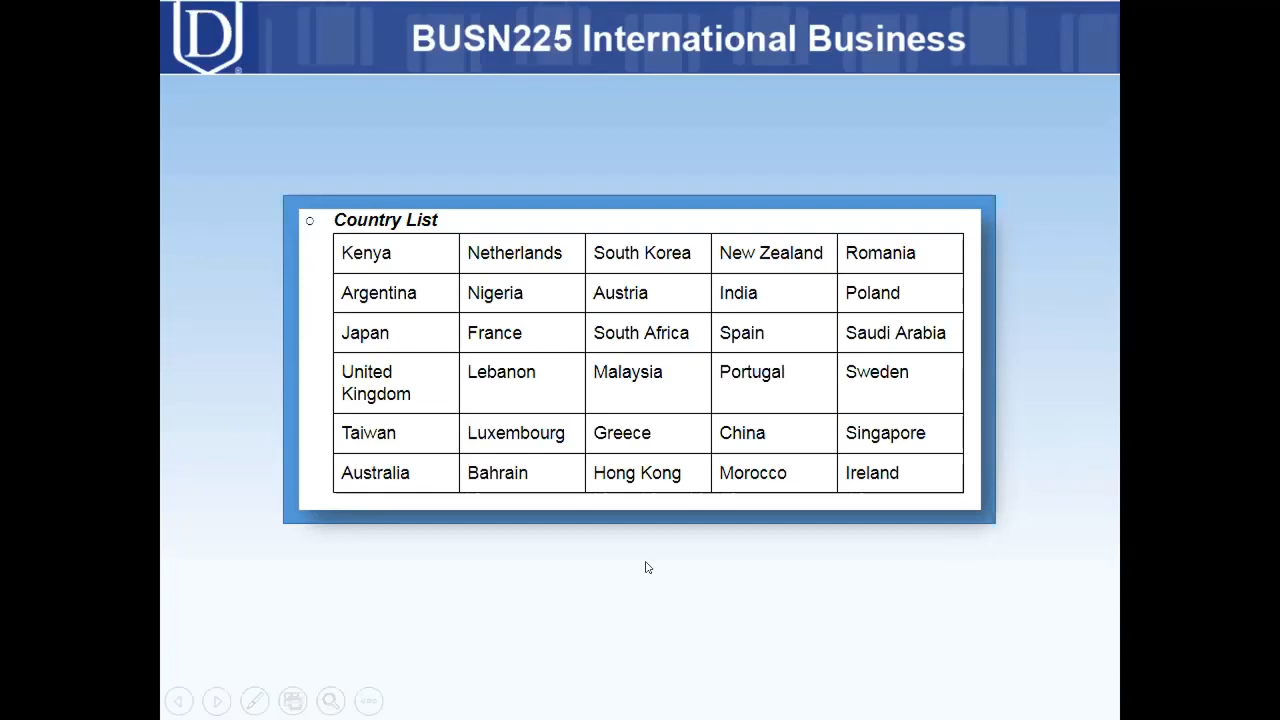 D
BUSN225 International Business
○ Country List
Kenya Netherlands South Korea New Zealand Romania
Argentina Nigeria Austria India Poland
Japan France South Africa Spain Saudi Arabia
United Kingdom Lebanon Malaysia Portugal Sweden
Taiwan Luxembourg Greece China Singapore
Australia Bahrain Hong Kong Morocco Ireland